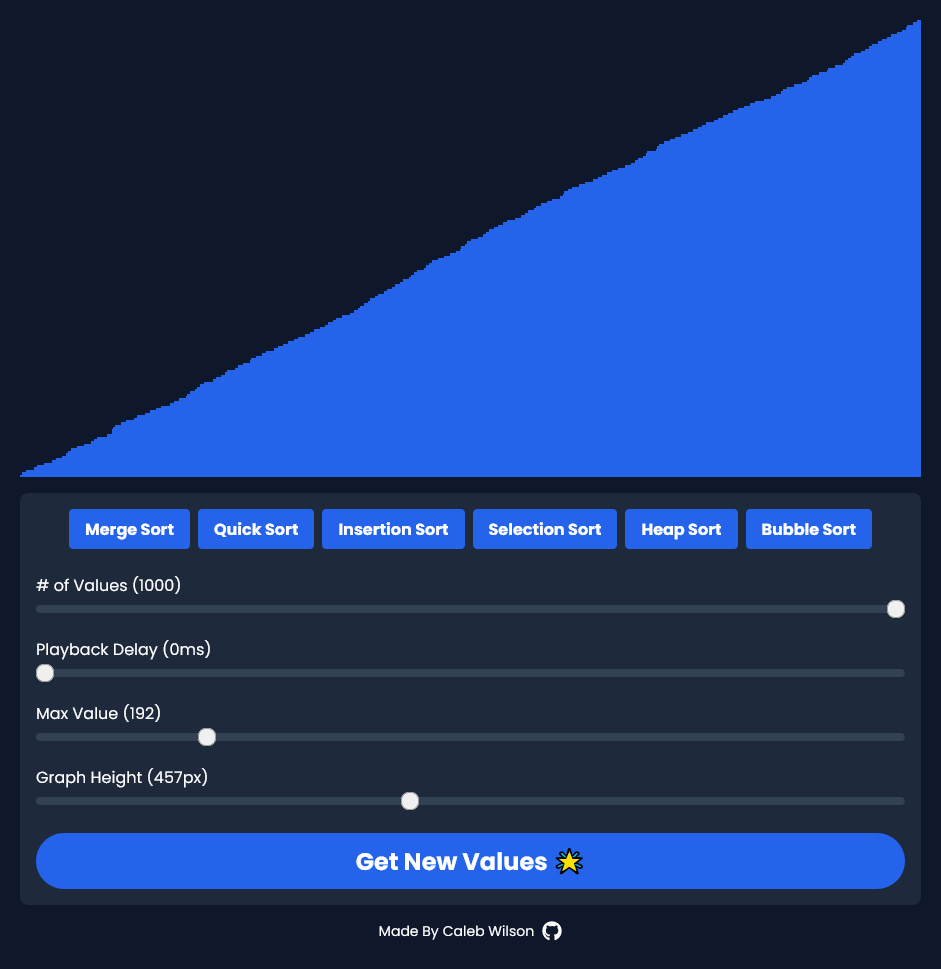 Merge Sort Quick Sort Insertion Sort Selection Sort Heap Sort Bubble Sort
# of Values (1000)
Playback Delay (0ms)
Max Value (192)
Graph Height (457px)
Get New Values 🌟
Made By Caleb Wilson